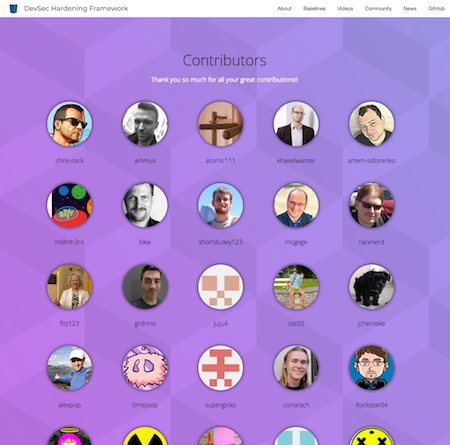 DevSec Hardening Framework
About Baselines Videos Community News GitHub
Contributors
Thank you so much for all your great contributions!!
chris-rock arlimus atomic111 ehaselwanter artem-sidorenko
rndmh3ro bkw shortdudey123 mcgege rarenerd
fitz123 grdnrio juju4 tas50 jcheroske
alexpop timstoop supergicko conorsch Rockstar04